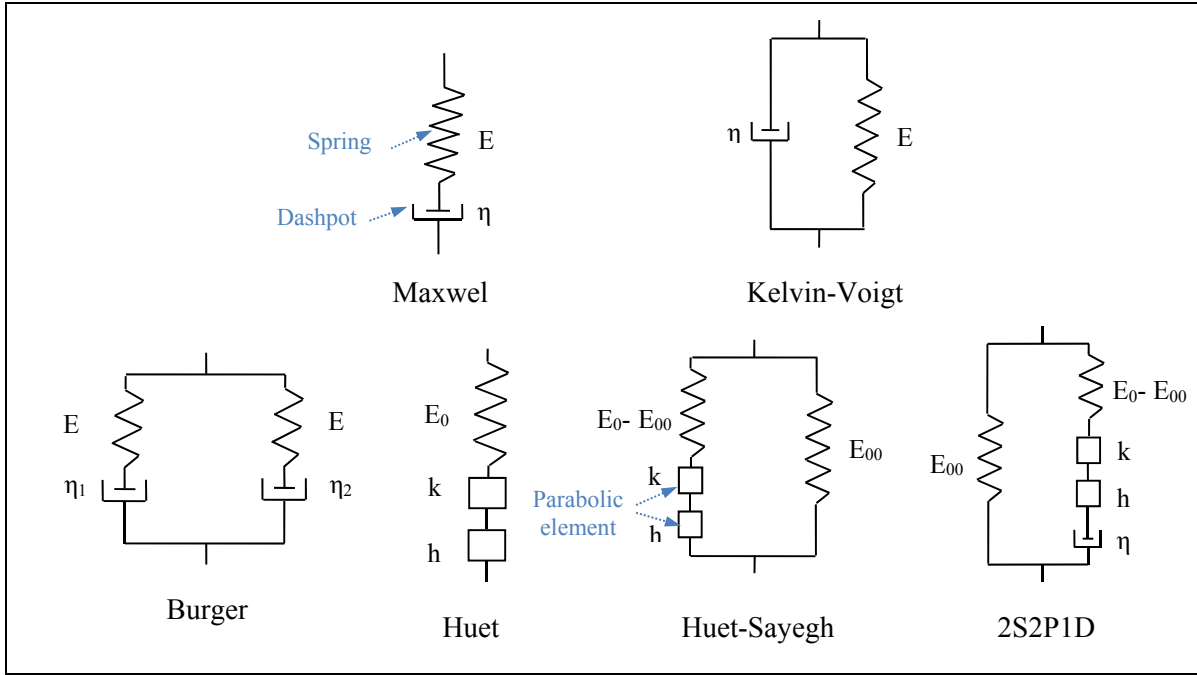 Spring
E
Dashpot
η
Maxwel
η
E
Kelvin-Voigt
E
η1
E
η2
Burger
E0
k
h
Huet
E0- E00
k
Parabolic
element
h
E00
Huet-Sayegh
E00
E0- E00
k
h
η
2S2P1D